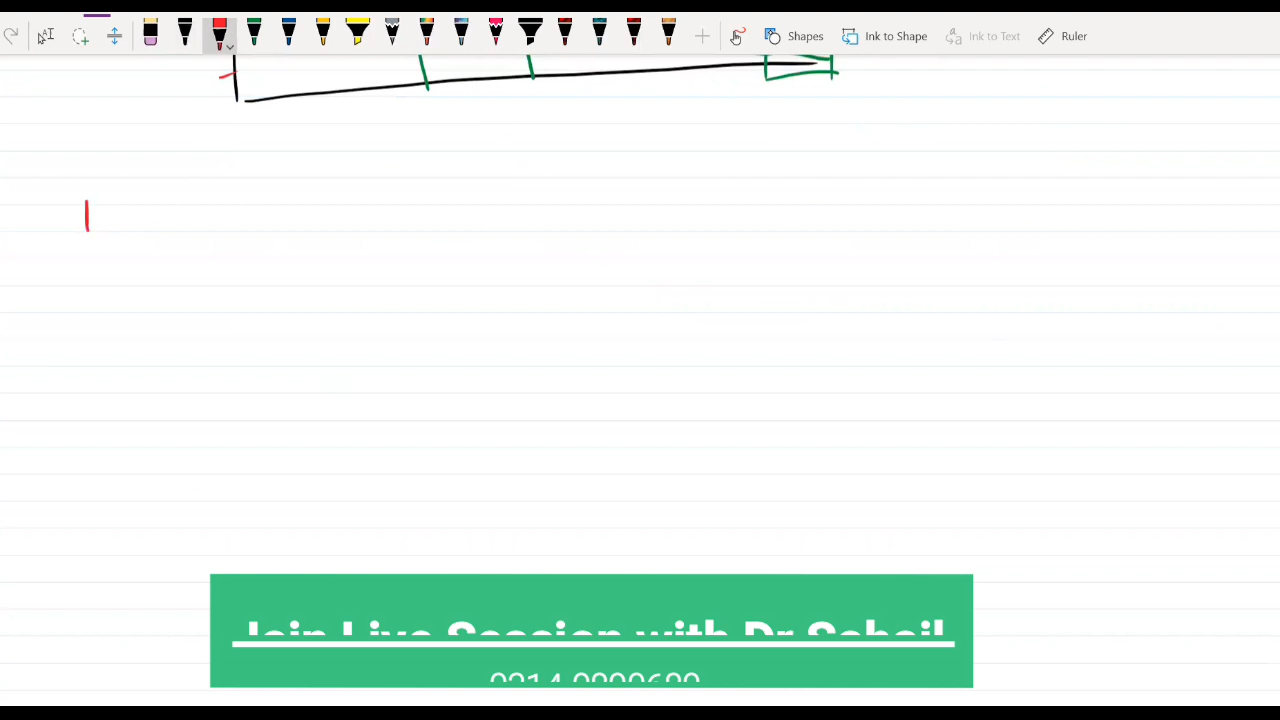 Shapes
Ink to Shape
Ink to Text
Ruler
Join Live Session with Dr Sohail